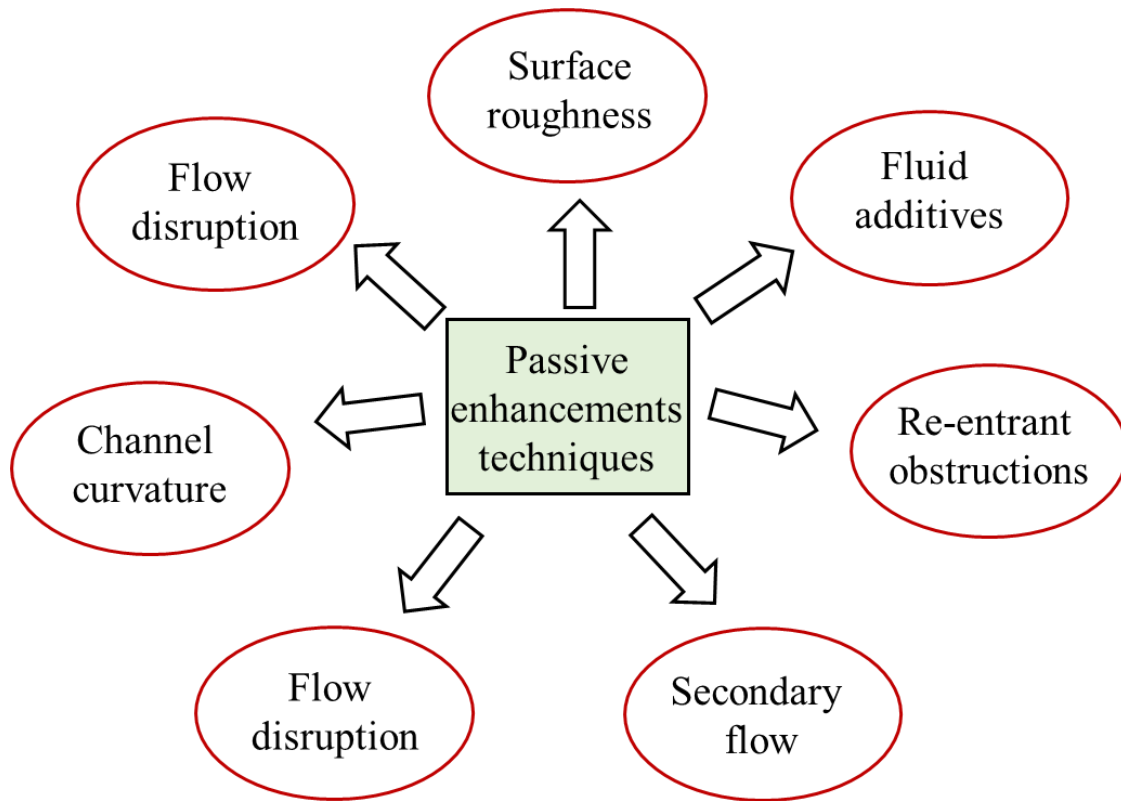 Surface
roughness
Flow
disruption
Fluid
additives
Passive
enhancements
techniques
Channel
curvature
Re-entrant
obstructions
Flow
disruption
Secondary
flow